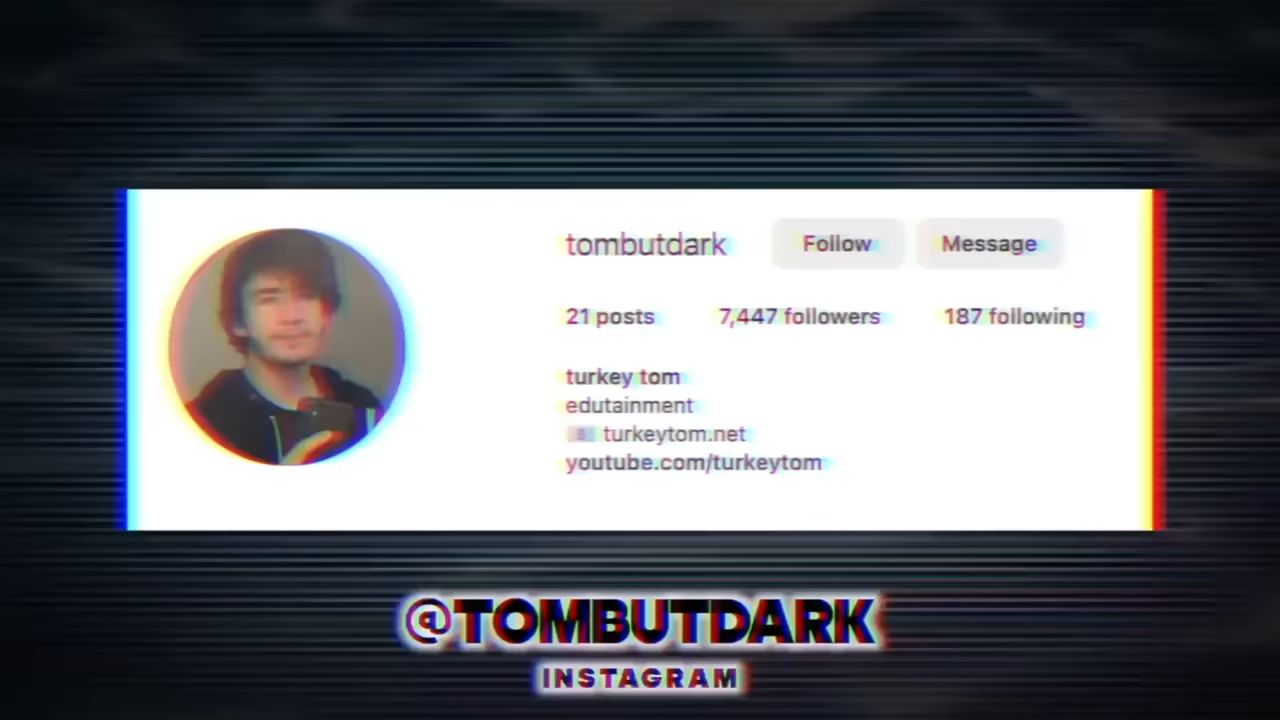 tombutdark Follow Message
21 posts 7,447 followers 187 following
turkey tom
edutainment
turkeytom.net
youtube.com/turkeytom
@TOMBUTDARK
INSTAGRAM